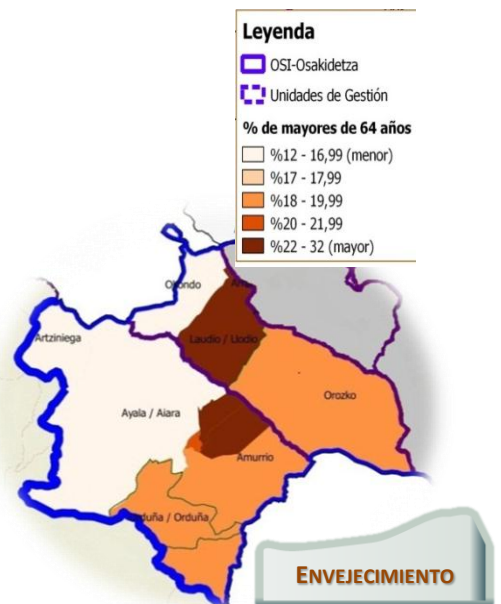 Leyenda
OSI-Osakidetza
Unidades de Gestión
% de mayores de 64 años
%12 - 16,99 (menor)
%17 - 17,99
%18 - 19,99
%20 - 21,99
%22 - 32 (mayor)
Okondo
Artziniega
Laudio / Llodio
Orozko
Ayala / Aiara
Amurrio
duña / Orduña
ENVEJECIMIENTO